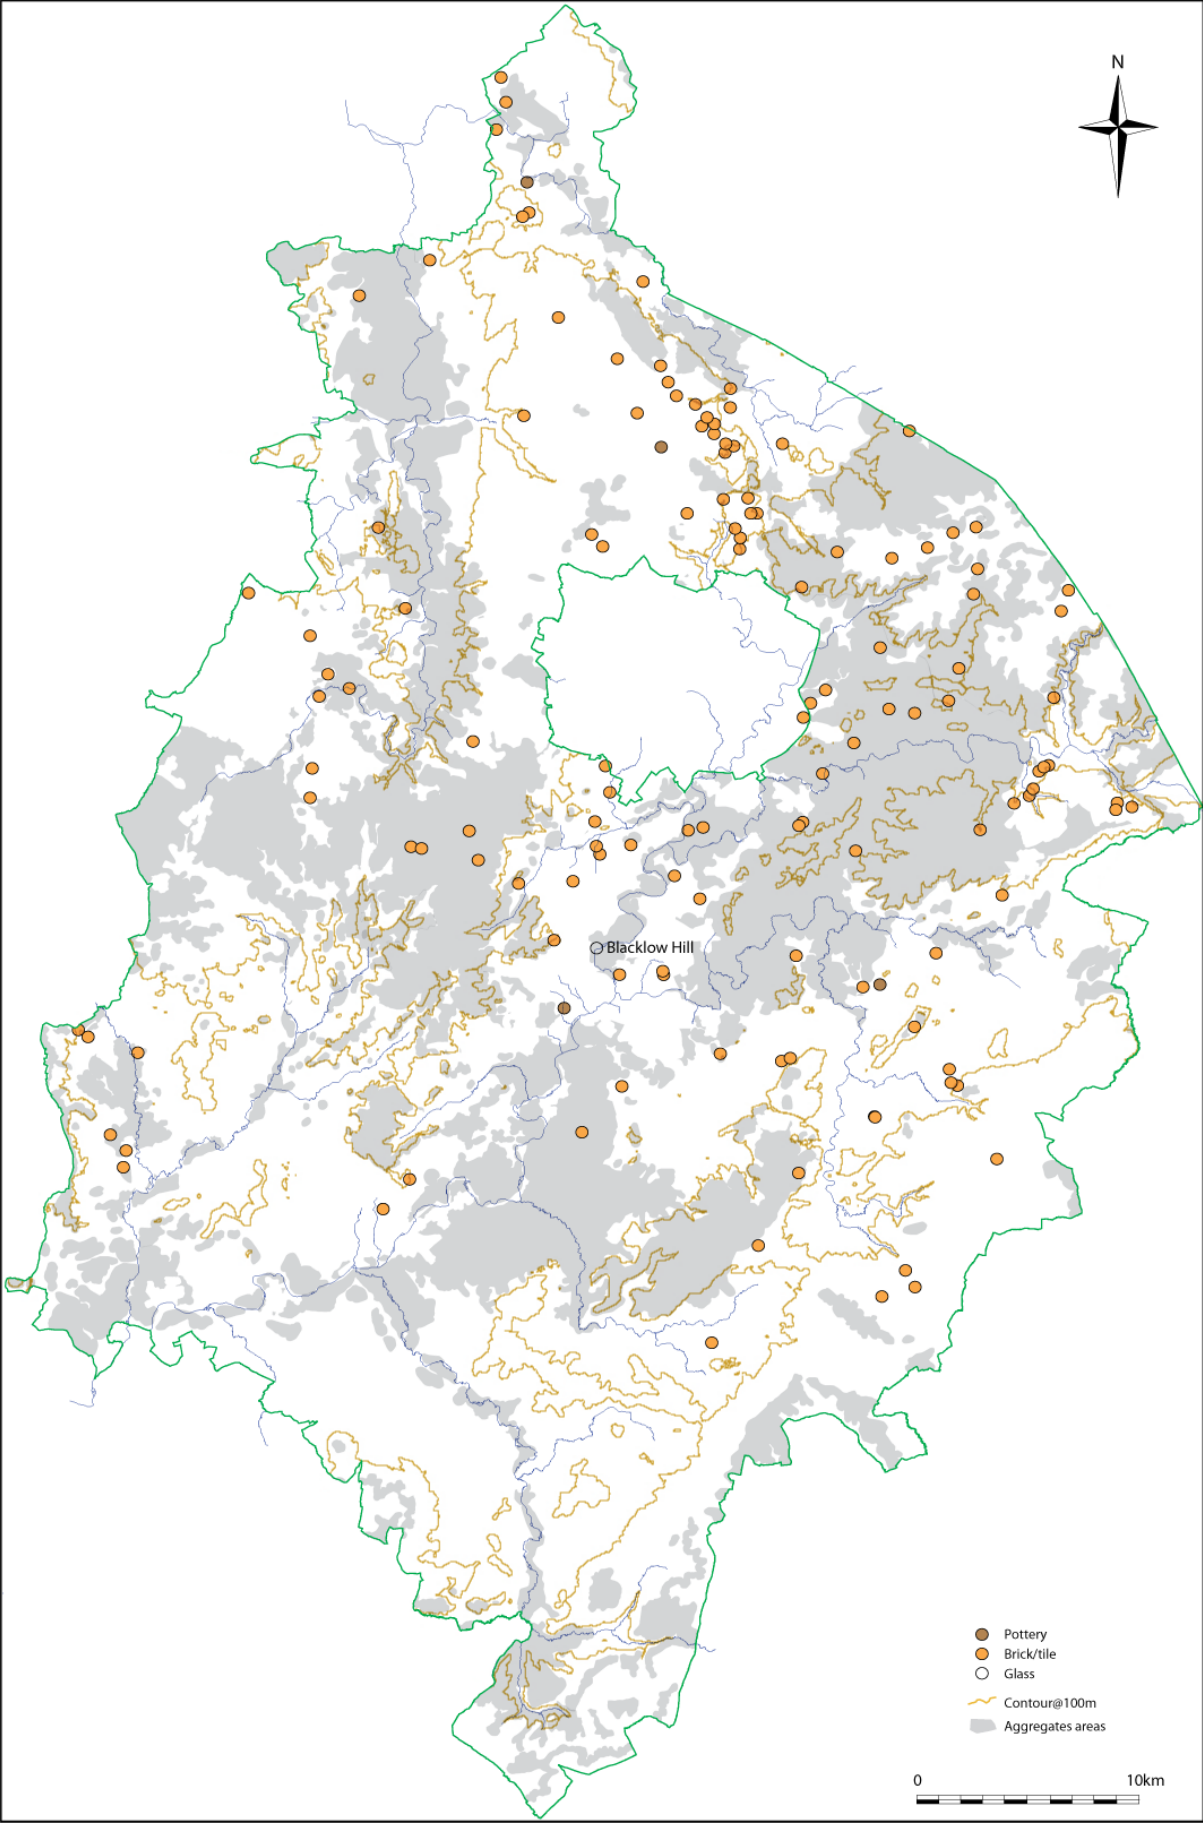 N
Blacklow Hill
Pottery
Brick/tile
Glass
Contour@100m
Aggregates areas
0 10km